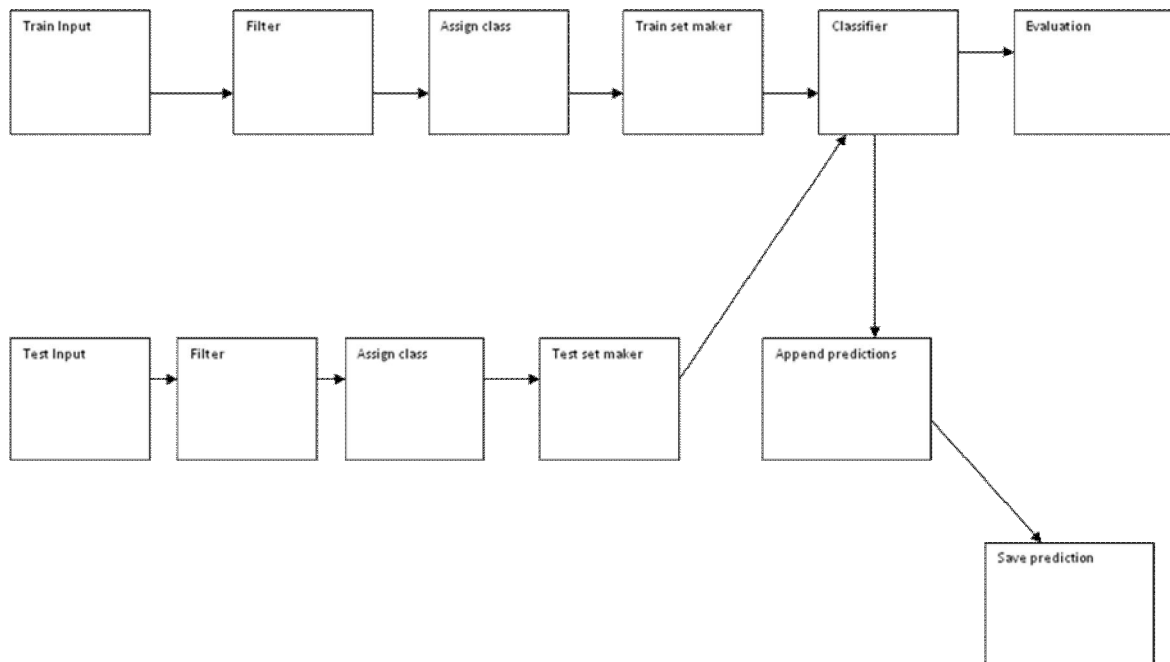 Train Input
Filter
Assign class
Train set maker
Classifier
Evaluation
Test Input
Filter
Assign class
Test set maker
Append predictions
Save prediction